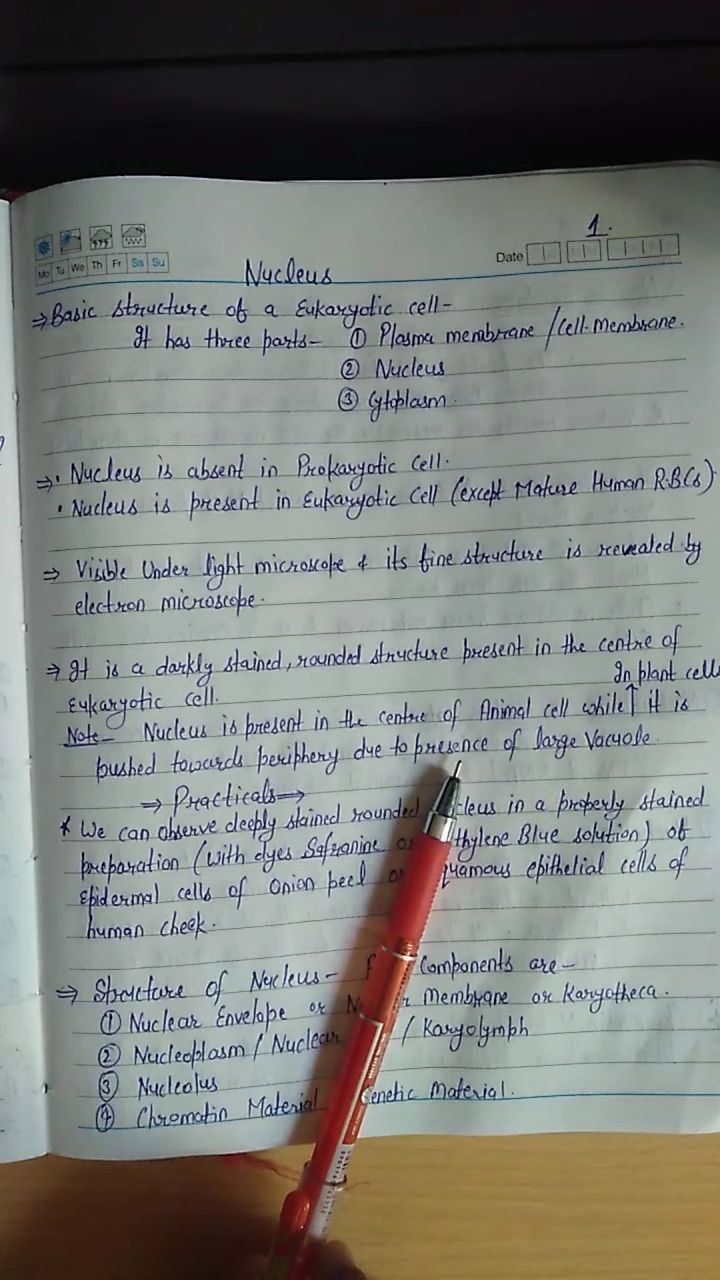 1.
Mo Tu We Th Fr Sa Su
Date
Nucleus
⇒ Basic structure of a Eukaryotic cell-
It has three parts- ① Plasma membrane / Cell-Membrane.
② Nucleus
③ Cytoplasm.
⇒ • Nucleus is absent in Prokaryotic Cell.
• Nucleus is present in Eukaryotic Cell (except Mature Human R.B.Cs)
⇒ Visible Under light microscope & its fine structure is revealed by
electron microscope.
⇒ It is a darkly stained, rounded structure present in the centre of
Eukaryotic cell.
In plant cells
Note- Nucleus is present in the centre of Animal cell while ↑ it is
pushed towards periphery due to presence of large Vacuole.
⇒ Practicals ⇒
* We can observe deeply stained rounded in a properly stained
preparation (with dyes Safranine Blue solution) of
Epidermal cells of Onion peel epithelial cells of
human cheek.
⇒ Structure of Nucleus- Components are-
① Nuclear Envelope or Membrane or Karyotheca.
② Nucleoplasm / Nuclear / Karyolymph
③ Nucleolus
④ Chromatin Material Genetic Material.